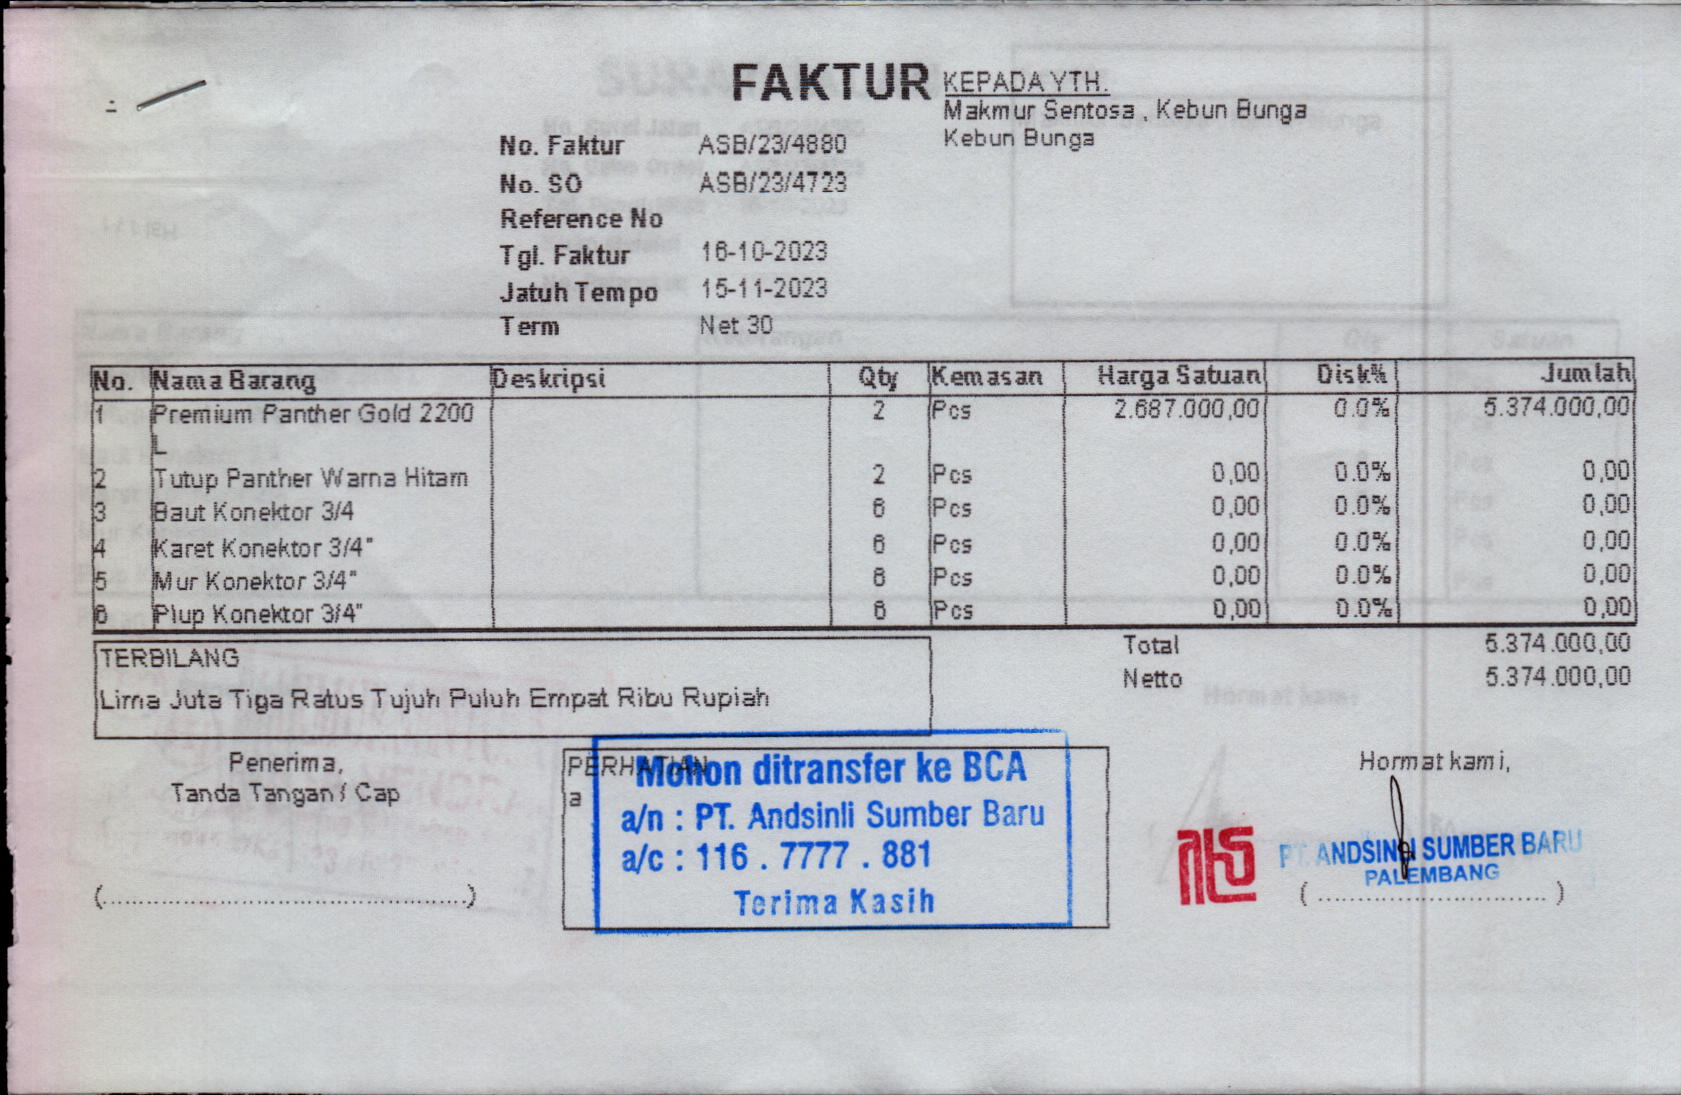 FAKTUR
KEPADA YTH.
Makmur Sentosa , Kebun Bunga
Kebun Bunga
No. Faktur ASB/23/4880
No. SO ASB/23/4723
Reference No
Tgl. Faktur 16-10-2023
Jatuh Tempo 15-11-2023
Term Net 30
No. Nama Barang Deskripsi Qty Kemasan Harga Satuan Disk% Jumlah
1 Premium Panther Gold 2200 2 Pcs 2.687.000,00 0.0% 5.374.000,00
L
2 Tutup Panther Warna Hitam 2 Pcs 0,00 0.0% 0,00
3 Baut Konektor 3/4 6 Pcs 0,00 0.0% 0,00
4 Karet Konektor 3/4" 6 Pcs 0,00 0.0% 0,00
5 Mur Konektor 3/4" 6 Pcs 0,00 0.0% 0,00
6 Plup Konektor 3/4" 6 Pcs 0,00 0.0% 0,00
Total 5.374.000,00
Netto 5.374.000,00
TERBILANG
Lima Juta Tiga Ratus Tujuh Puluh Empat Ribu Rupiah
Penerima,
Tanda Tangan / Cap
(..............................................)
PERHATIAN
a
Mohon ditransfer ke BCA
a/n : PT. Andsinli Sumber Baru
a/c : 116 . 7777 . 881
Terima Kasih
Hormat kami,
PT. ANDSINLI SUMBER BARU
PALEMBANG
( ............................. )